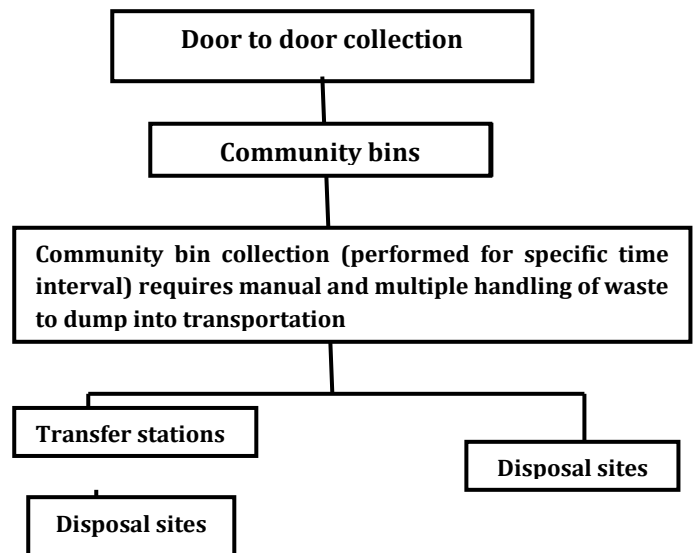 Door to door collection
Community bins
Community bin collection (performed for specific time
interval) requires manual and multiple handling of waste
to dump into transportation
Transfer stations
Disposal sites
Disposal sites